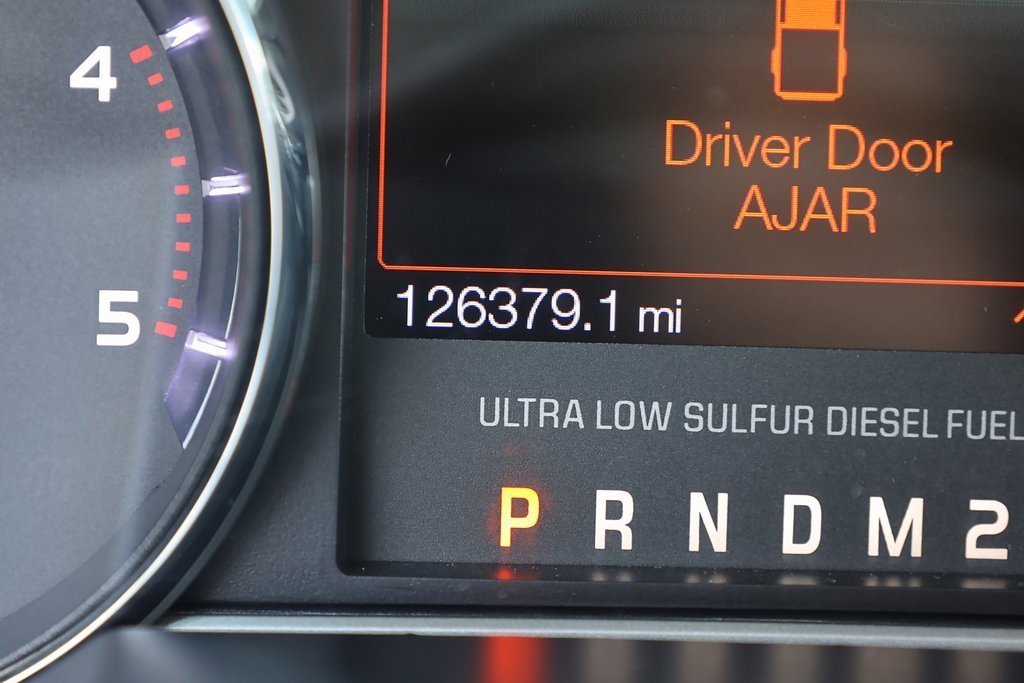 4
5
Driver Door
AJAR
126379.1 mi
ULTRA LOW SULFUR DIESEL FUEL
P R N D M 2